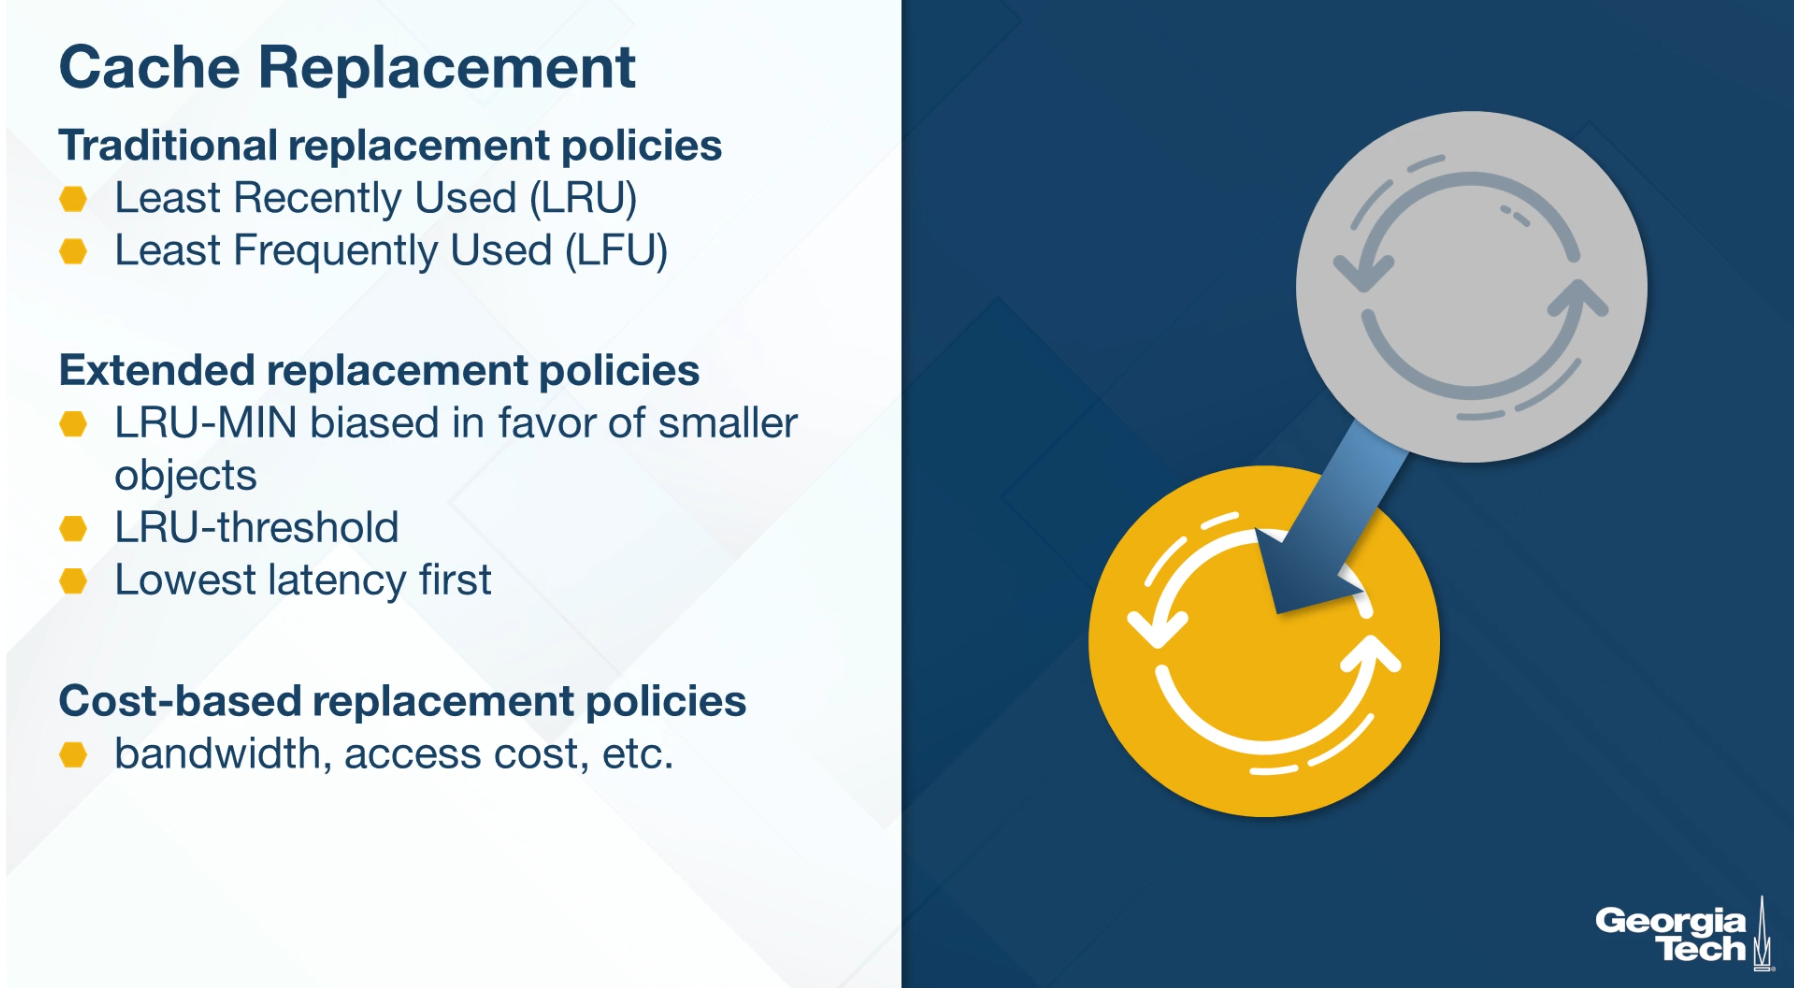 Cache Replacement
Traditional replacement policies
Least Recently Used (LRU)
Least Frequently Used (LFU)
Extended replacement policies
LRU-MIN biased in favor of smaller
objects
LRU-threshold
Lowest latency first
Cost-based replacement policies
bandwidth, access cost, etc.
Georgia
Tech